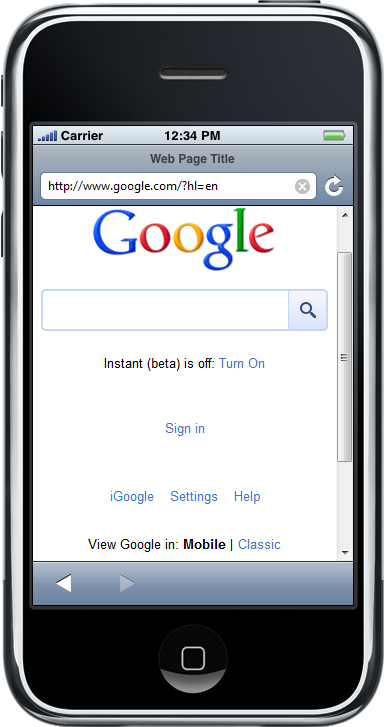 Carrier 12:34 PM
Web Page Title
http://www.google.com/?hl=en
Google
Instant (beta) is off: Turn On
Sign in
iGoogle Settings Help
View Google in: Mobile | Classic